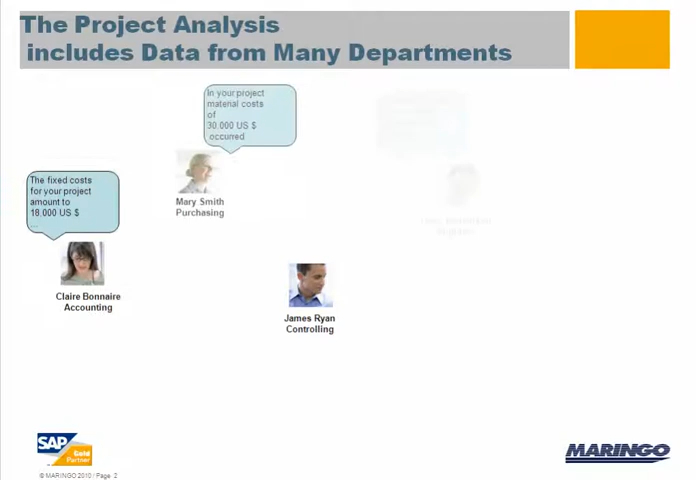 The Project Analysis
includes Data from Many Departments
In your project
material costs
of
30.000 US $
occurred
The fixed costs
for your project
amount to
18.000 US $
...
Mary Smith
Purchasing
Claire Bonnaire
Accounting
James Ryan
Controlling
SAP
Gold
Partner
MARINGO
© MARINGO 2010 / Page 2